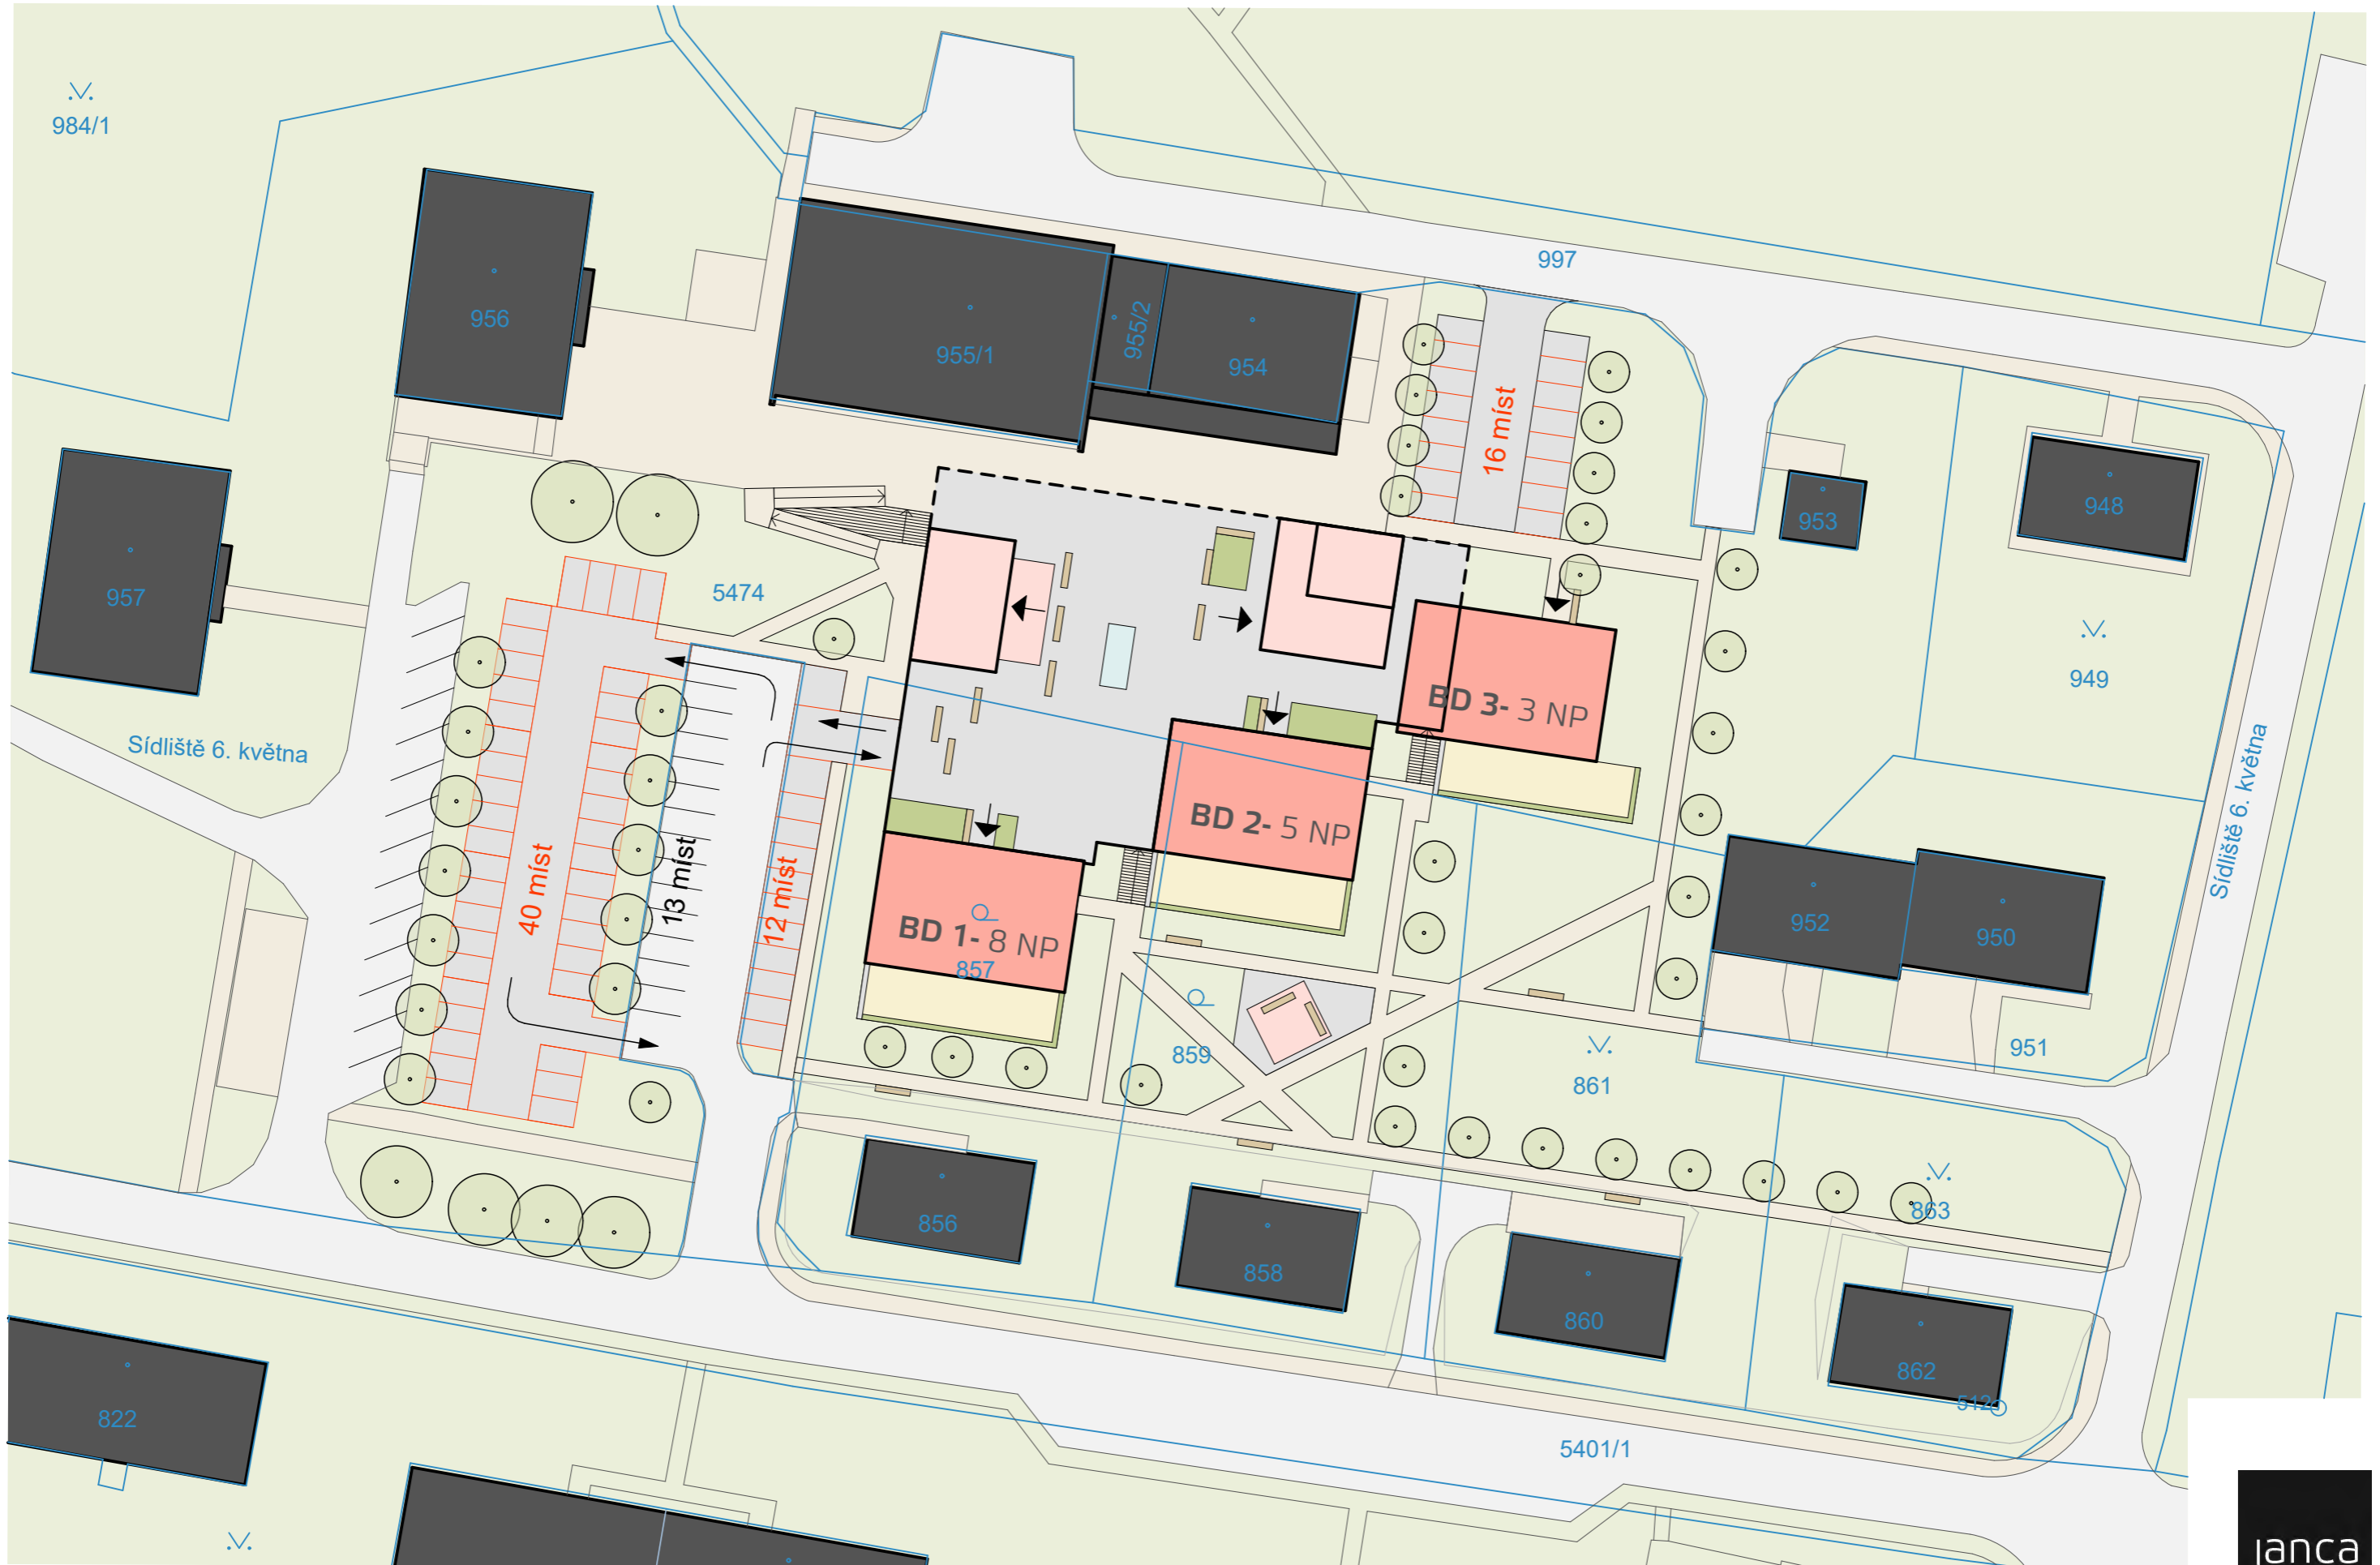 984/1
997
956
955/1
955/2
954
16 míst
948
953
957
5474
949
BD 3- 3 NP
Sídliště 6. května
Sídliště 6. května
BD 2- 5 NP
40 míst
13 míst
12 míst
BD 1- 8 NP
857
952
950
859
861
951
863
856
858
860
862
512
822
5401/1
janca